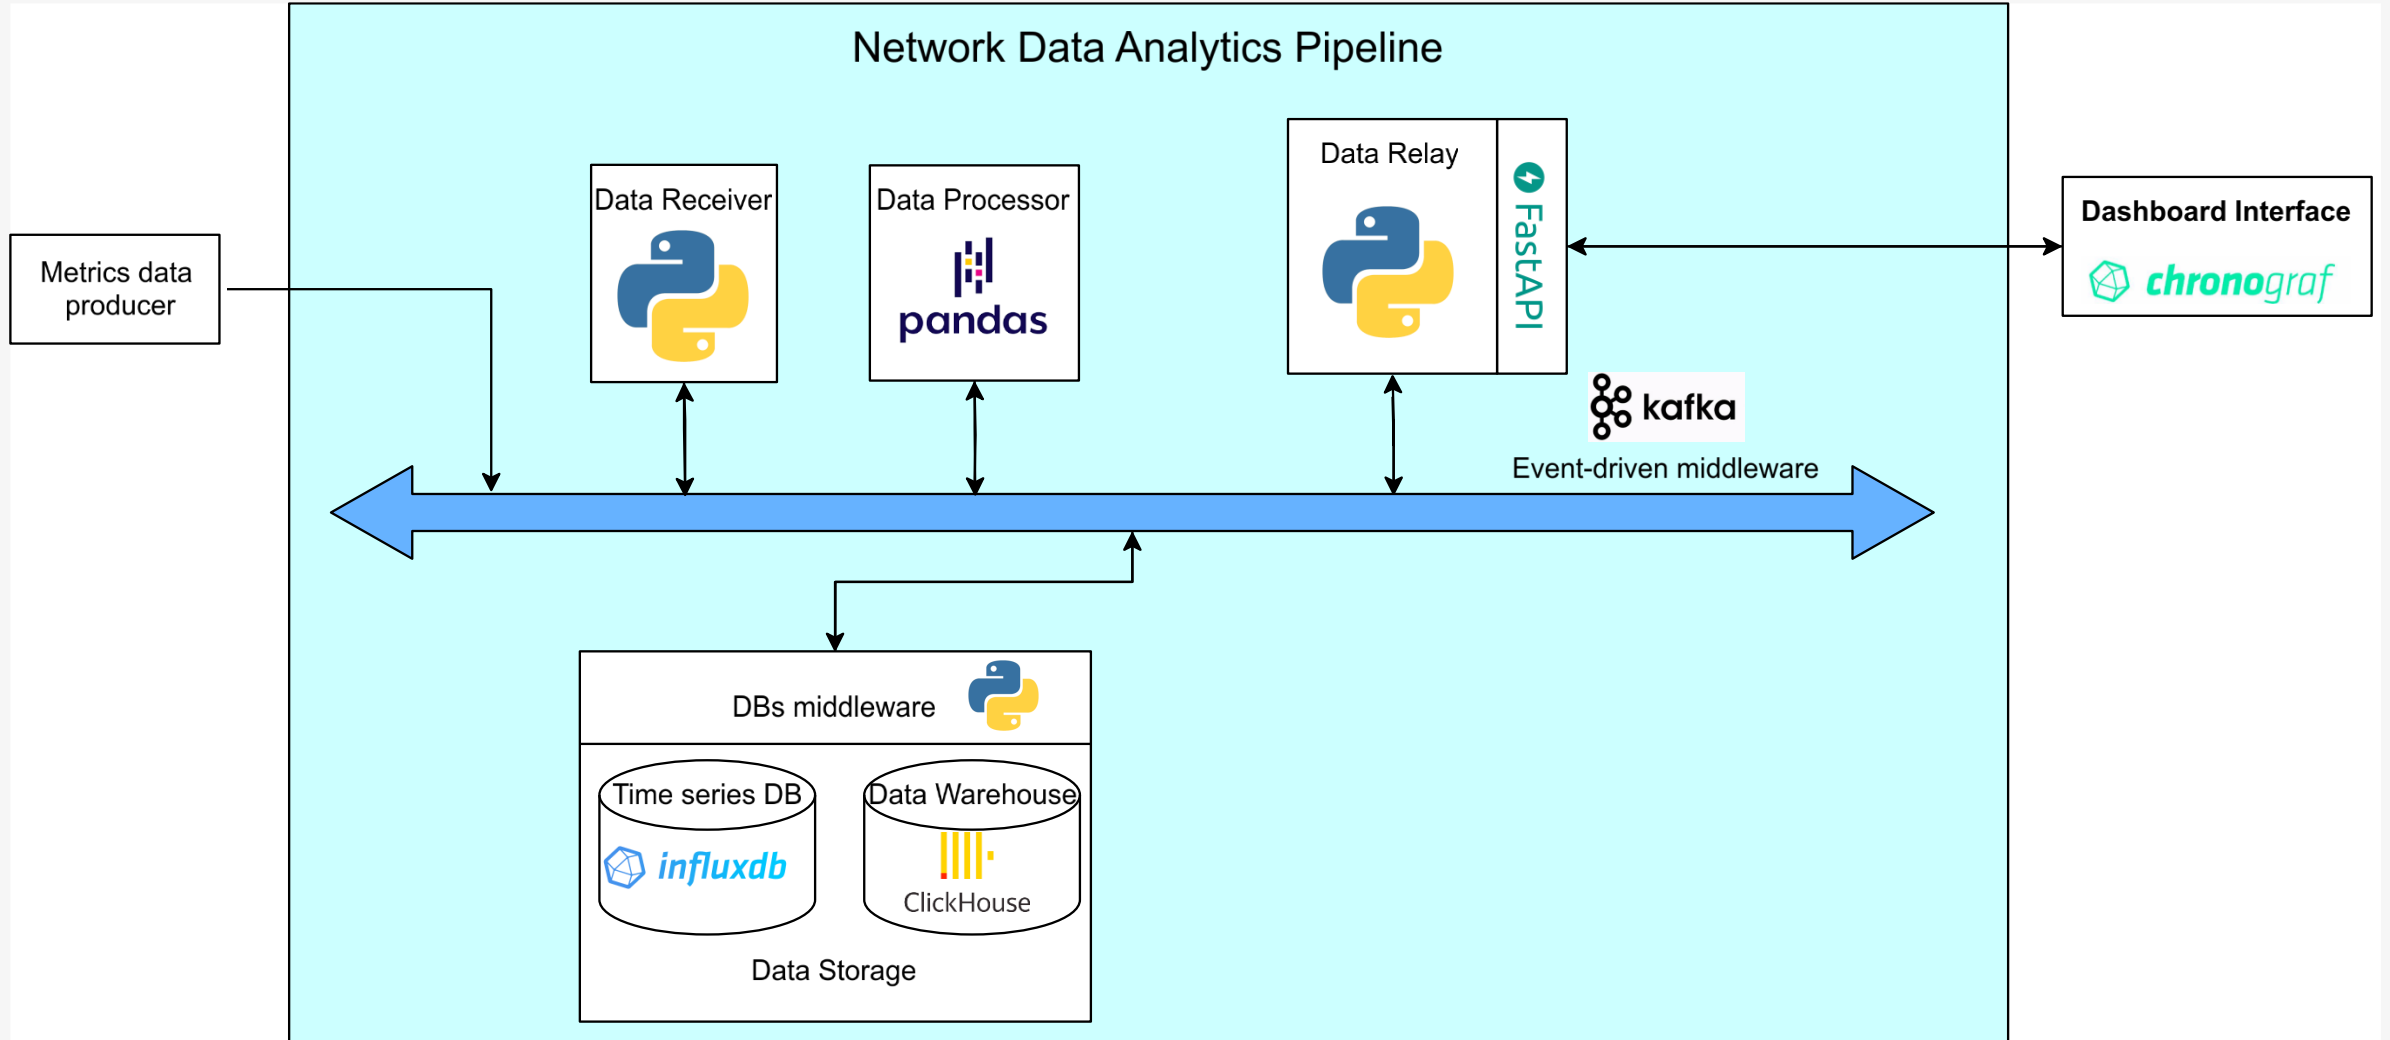 Network Data Analytics Pipeline
Metrics data
producer
Data Receiver
Data Processor
pandas
Data Relay
FastAPI
Dashboard Interface
chronograf
kafka
Event-driven middleware
DBs middleware
Time series DB
influxdb
Data Warehouse
ClickHouse
Data Storage